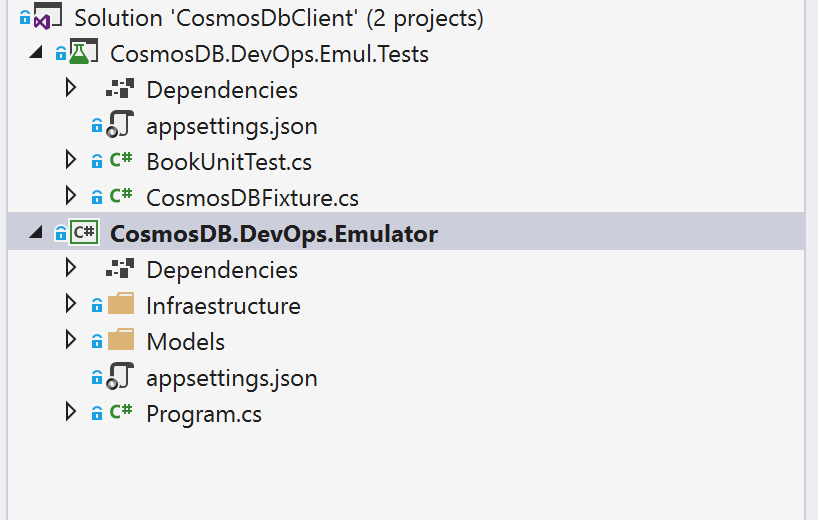 Solution 'CosmosDbClient' (2 projects)
CosmosDB.DevOps.Emul.Tests
Dependencies
appsettings.json
C# BookUnitTest.cs
C# CosmosDBFixture.cs
C# CosmosDB.DevOps.Emulator
Dependencies
Infraestructure
Models
appsettings.json
C# Program.cs